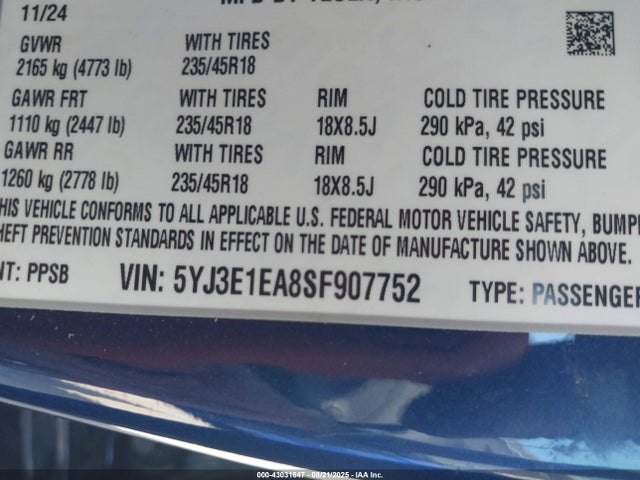 11/24
GVWR WITH TIRES
2165 kg (4773 lb) 235/45R18
GAWR FRT WITH TIRES RIM COLD TIRE PRESSURE
1110 kg (2447 lb) 235/45R18 18X8.5J 290 kPa, 42 psi
GAWR RR WITH TIRES RIM COLD TIRE PRESSURE
1260 kg (2778 lb) 235/45R18 18X8.5J 290 kPa, 42 psi
HIS VEHICLE CONFORMS TO ALL APPLICABLE U.S. FEDERAL MOTOR VEHICLE SAFETY, BUMP
HEFT PREVENTION STANDARDS IN EFFECT ON THE DATE OF MANUFACTURE SHOWN ABOVE.
NT: PPSB VIN: 5YJ3E1EA8SF907752 TYPE: PASSENGER
000-43031647 - 08/21/2025 - IAA Inc.